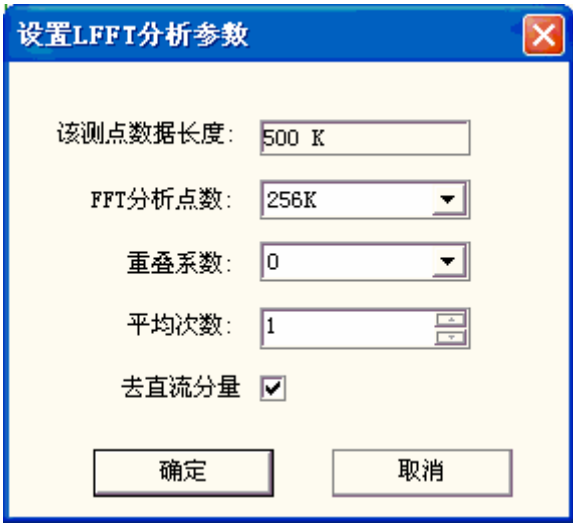 设置LFFT分析参数
该测点数据长度: 500 K
FFT分析点数: 256K
重叠系数: 0
平均次数: 1
去直流分量
确定 取消